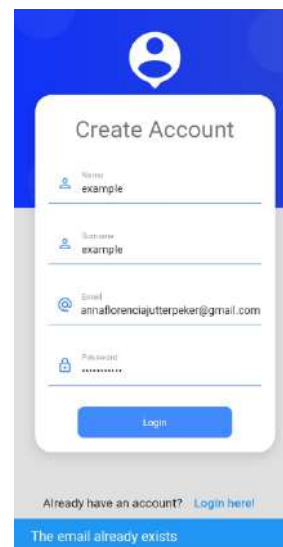 Create Account
Name
example
Surname
example
Email
annaflorenciajutterpeker@gmail.com
Password
Login
Already have an account? Login here!
The email already exists